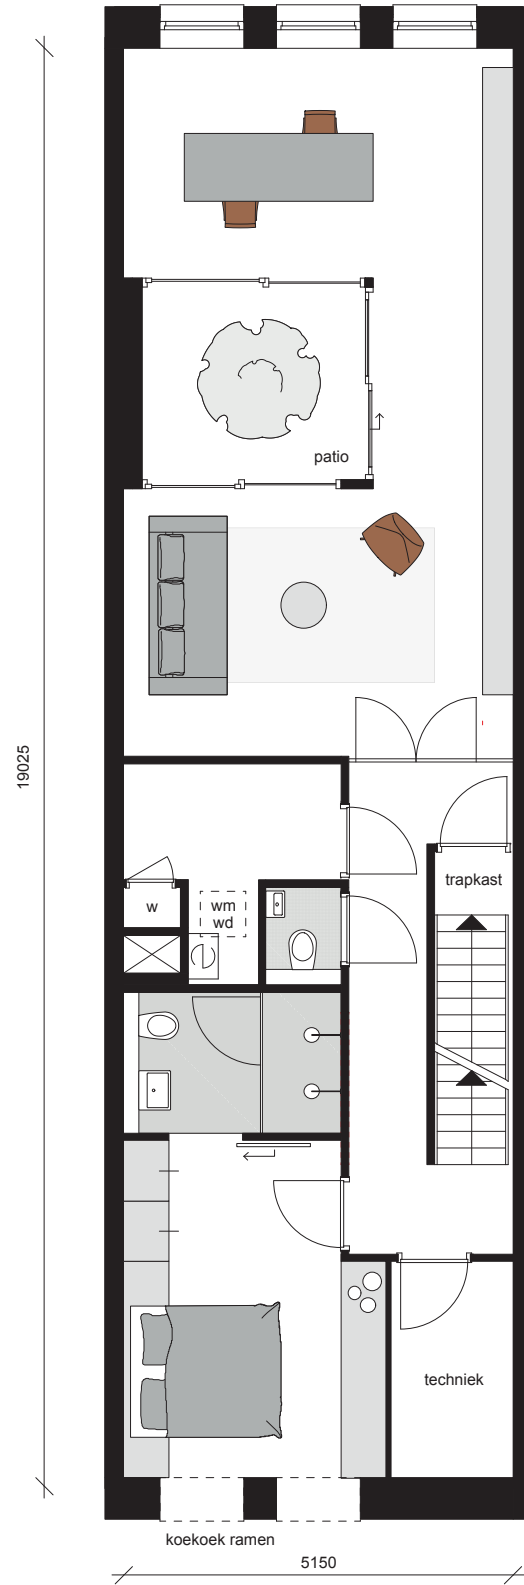 patio
19025
trapkast
w
wm
wd
techniek
koekoek ramen
5150